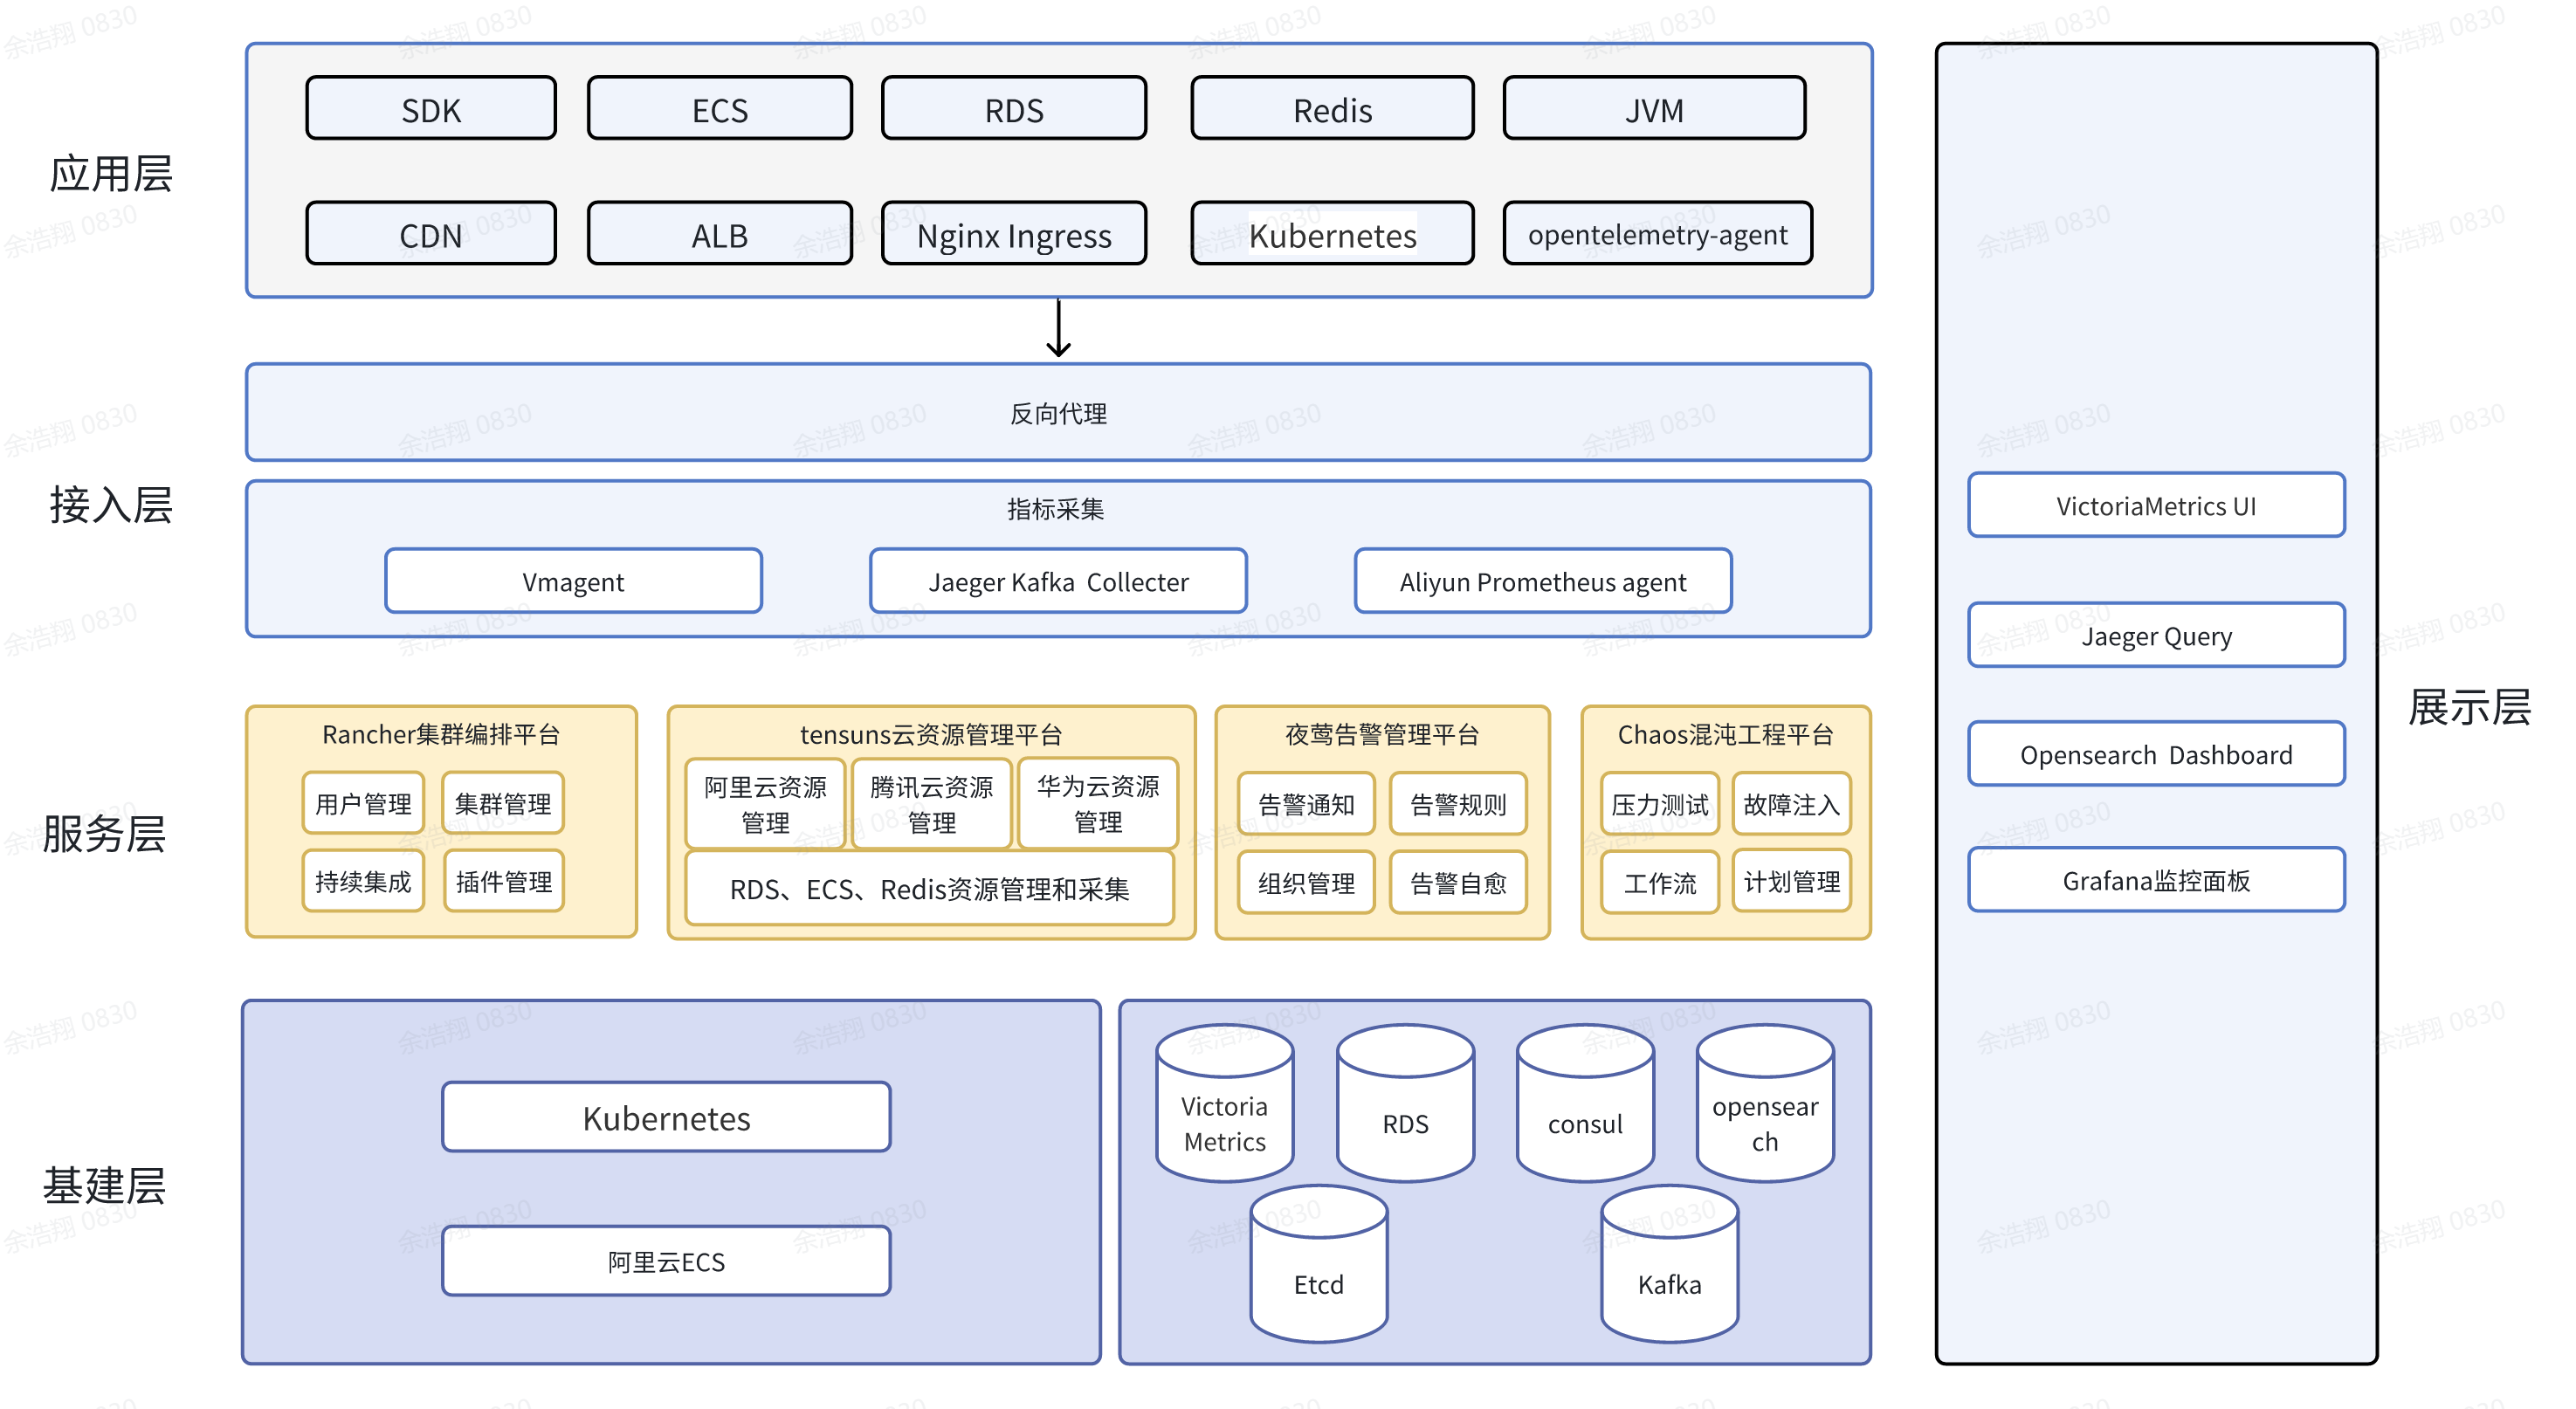 应用层
SDK
ECS
RDS
Redis
JVM
CDN
ALB
Nginx Ingress
Kubernetes
opentelemetry-agent
接入层
反向代理
指标采集
Vmagent
Jaeger Kafka Collecter
Aliyun Prometheus agent
服务层
Rancher集群编排平台
用户管理
集群管理
持续集成
插件管理
tensuns云资源管理平台
阿里云资源
管理
腾讯云资源
管理
华为云资源
管理
RDS、ECS、Redis资源管理和采集
夜莺告警管理平台
告警通知
告警规则
组织管理
告警自愈
Chaos混沌工程平台
压力测试
故障注入
工作流
计划管理
基建层
Kubernetes
阿里云ECS
Victoria
Metrics
RDS
consul
opensear
ch
Etcd
Kafka
展示层
VictoriaMetrics UI
Jaeger Query
Opensearch Dashboard
Grafana监控面板
余浩翔 0830